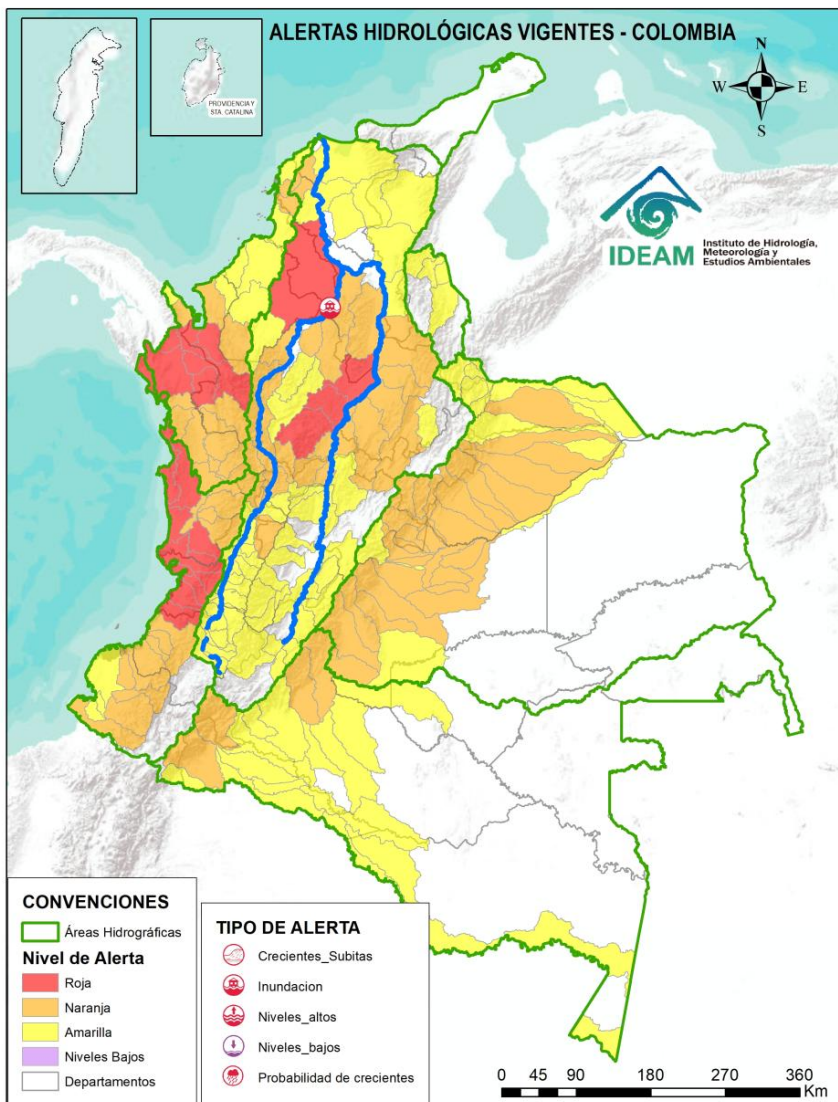 ALERTAS HIDROLÓGICAS VIGENTES - COLOMBIA
PROVIDENCIA Y
STA. CATALINA
N
W
E
S
IDEAM
Instituto de Hidrología,
Meteorología y
Estudios Ambientales
CONVENCIONES
Áreas Hidrográficas
Nivel de Alerta
Roja
Naranja
Amarilla
Niveles Bajos
Departamentos
TIPO DE ALERTA
Crecientes_Subitas
Inundacion
Niveles_altos
Niveles_bajos
Probabilidad de crecientes
0 45 90 180 270 360
Km